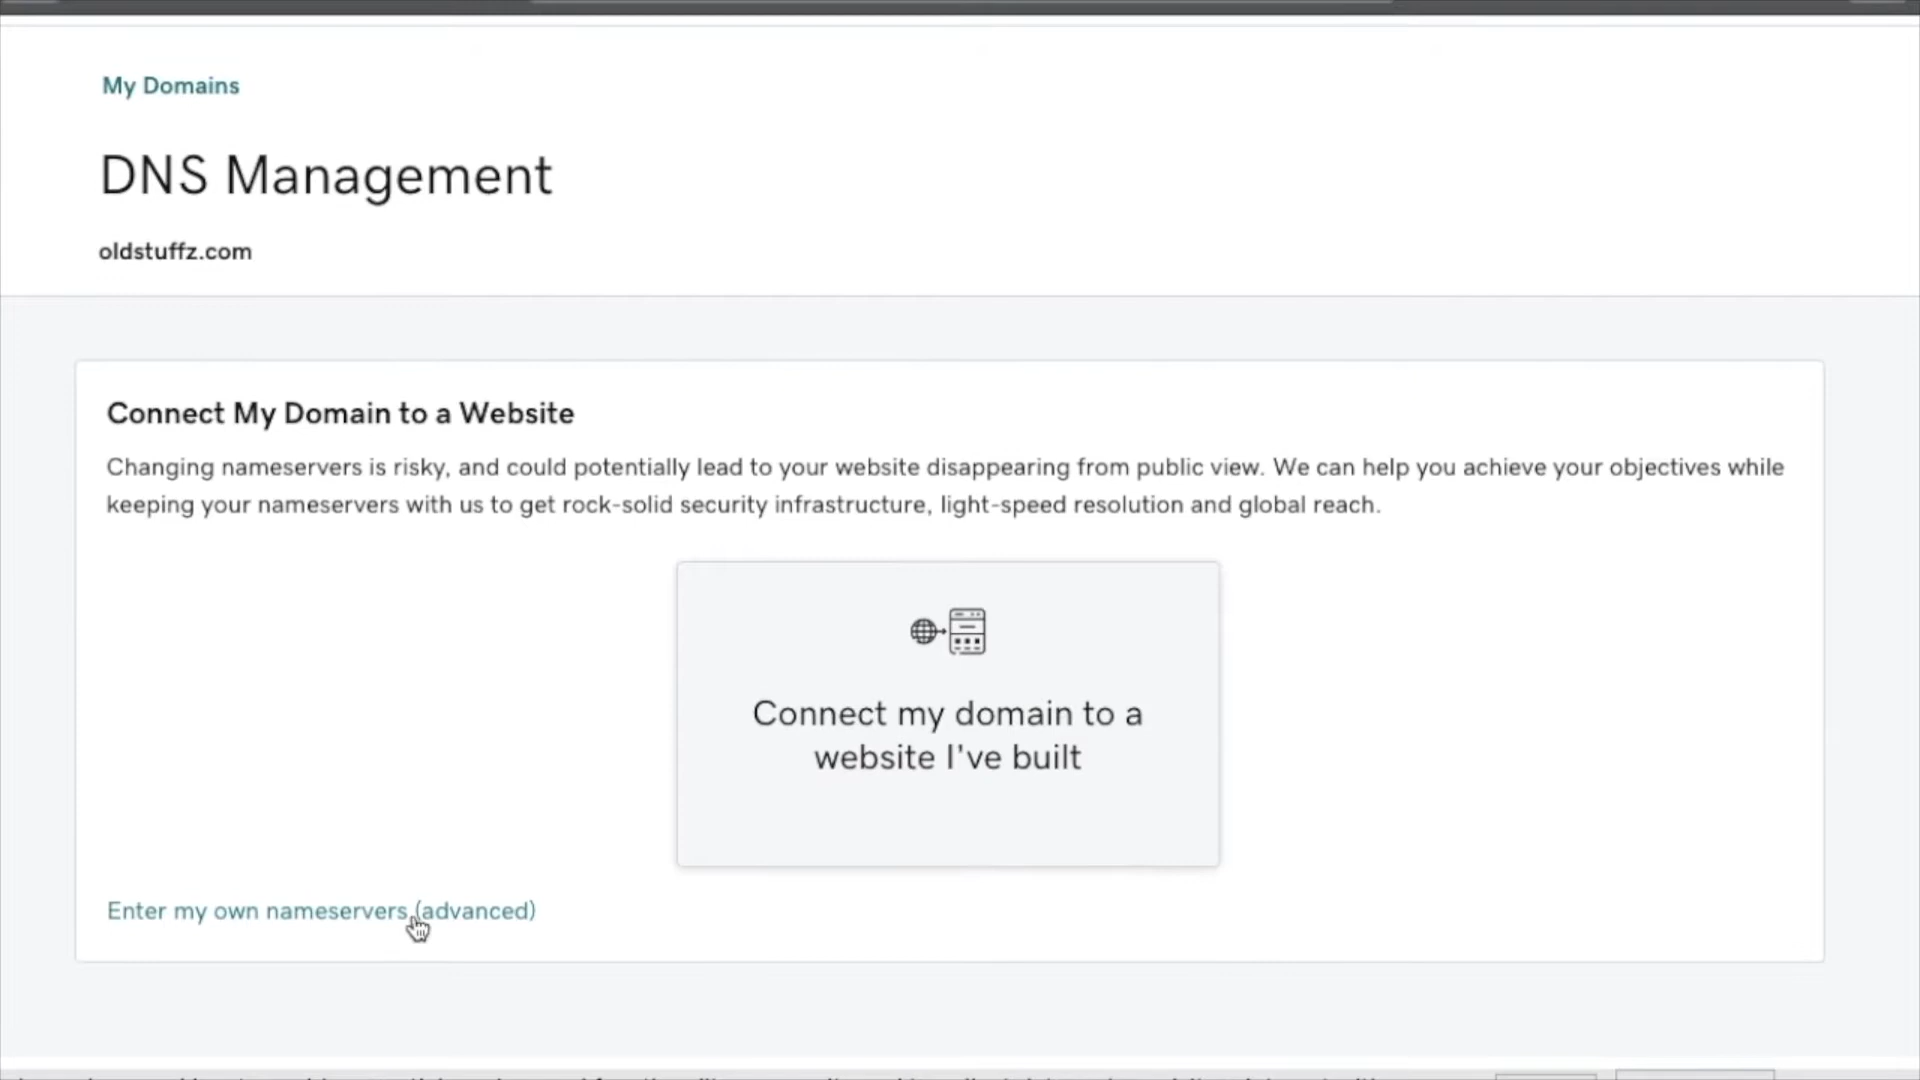 My Domains
DNS Management
oldstuffz.com
Connect My Domain to a Website
Changing nameservers is risky, and could potentially lead to your website disappearing from public view. We can help you achieve your objectives while
keeping your nameservers with us to get rock-solid security infrastructure, light-speed resolution and global reach.
Connect my domain to a
website I've built
Enter my own nameservers (advanced)